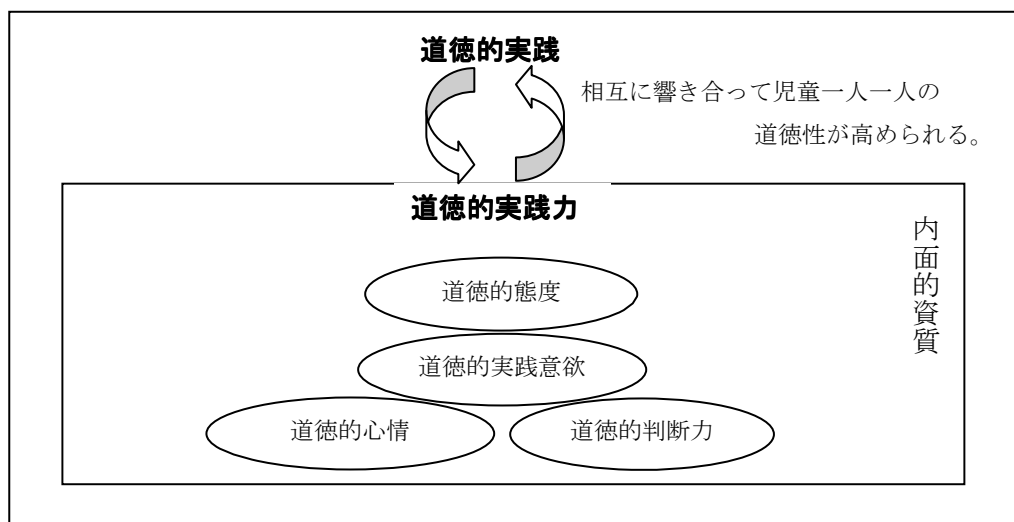 道徳的実践
相互に響き合って児童一人一人の
道徳性が高められる。
道徳的実践力
内面的資質
道徳的態度
道徳的実践意欲
道徳的心情
道徳的判断力